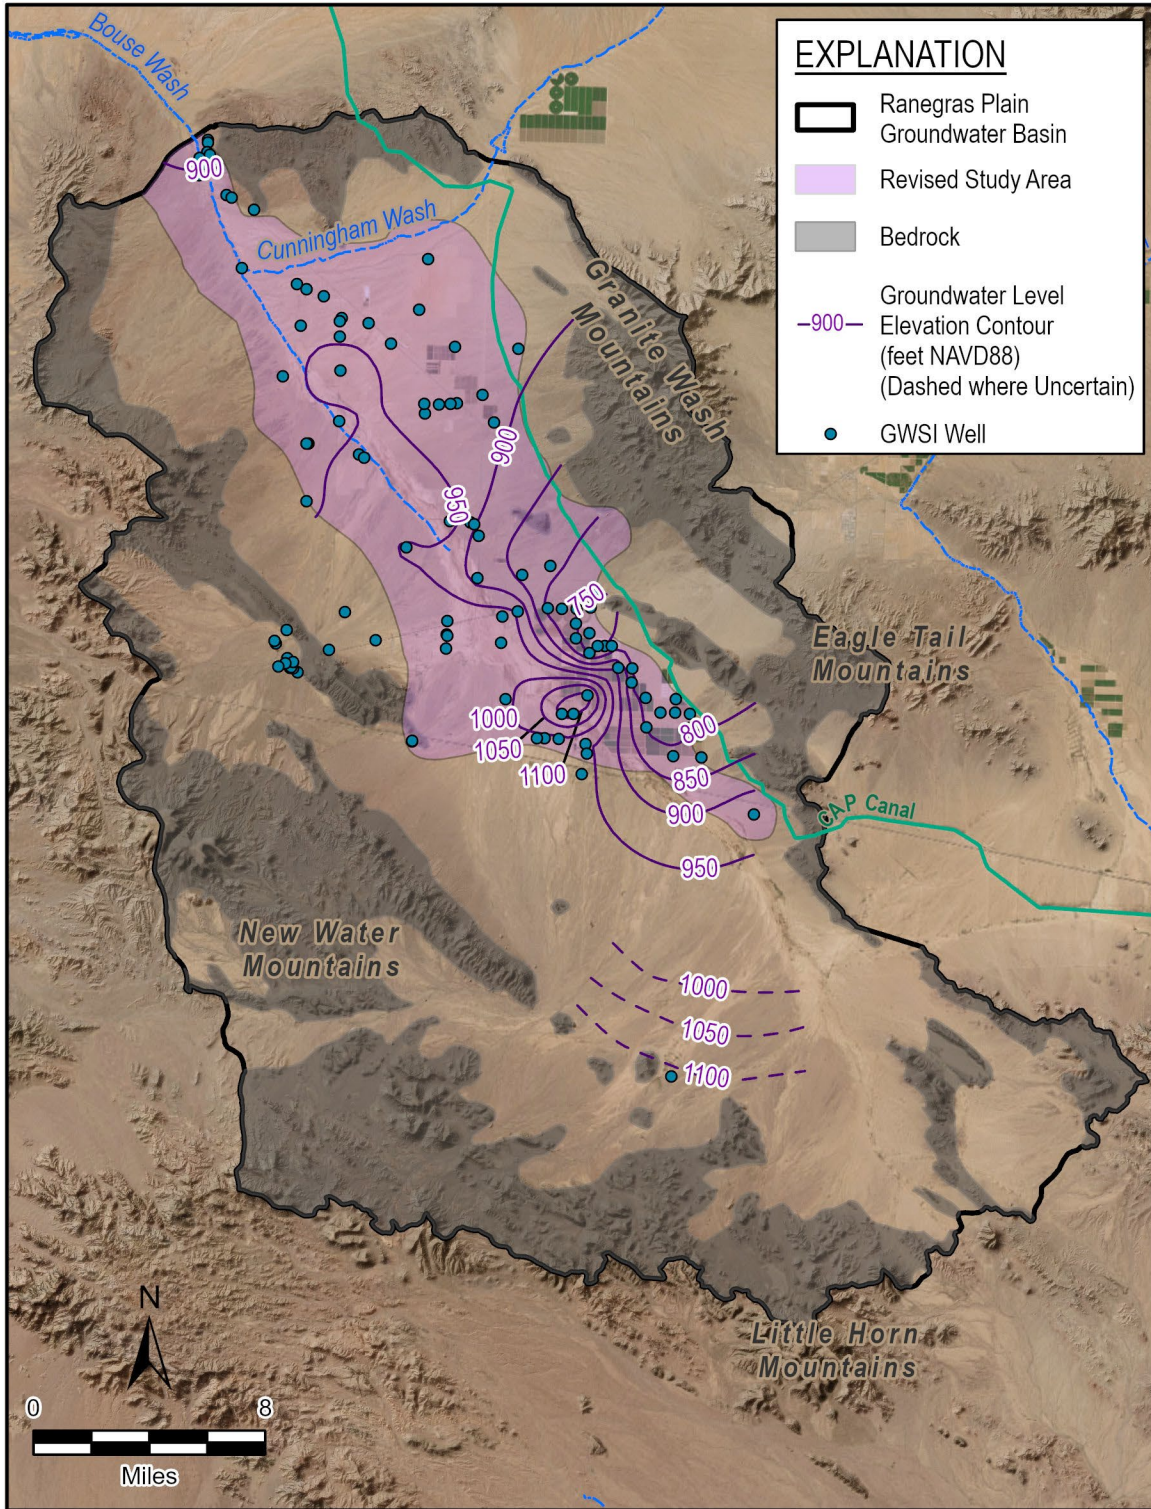 EXPLANATION
Ranegras Plain
Groundwater Basin
Revised Study Area
Bedrock
-900-
Groundwater Level
Elevation Contour
(feet NAVD88)
(Dashed where Uncertain)
GWSI Well
Bouse Wash
900
Cunningham Wash
Granite Wash
Mountains
900
950
750
Eagle Tail
Mountains
1000
1050
1100
800
850
900
CAP Canal
950
New Water
Mountains
1000
1050
1100
Little Horn
Mountains
N
0 8
Miles